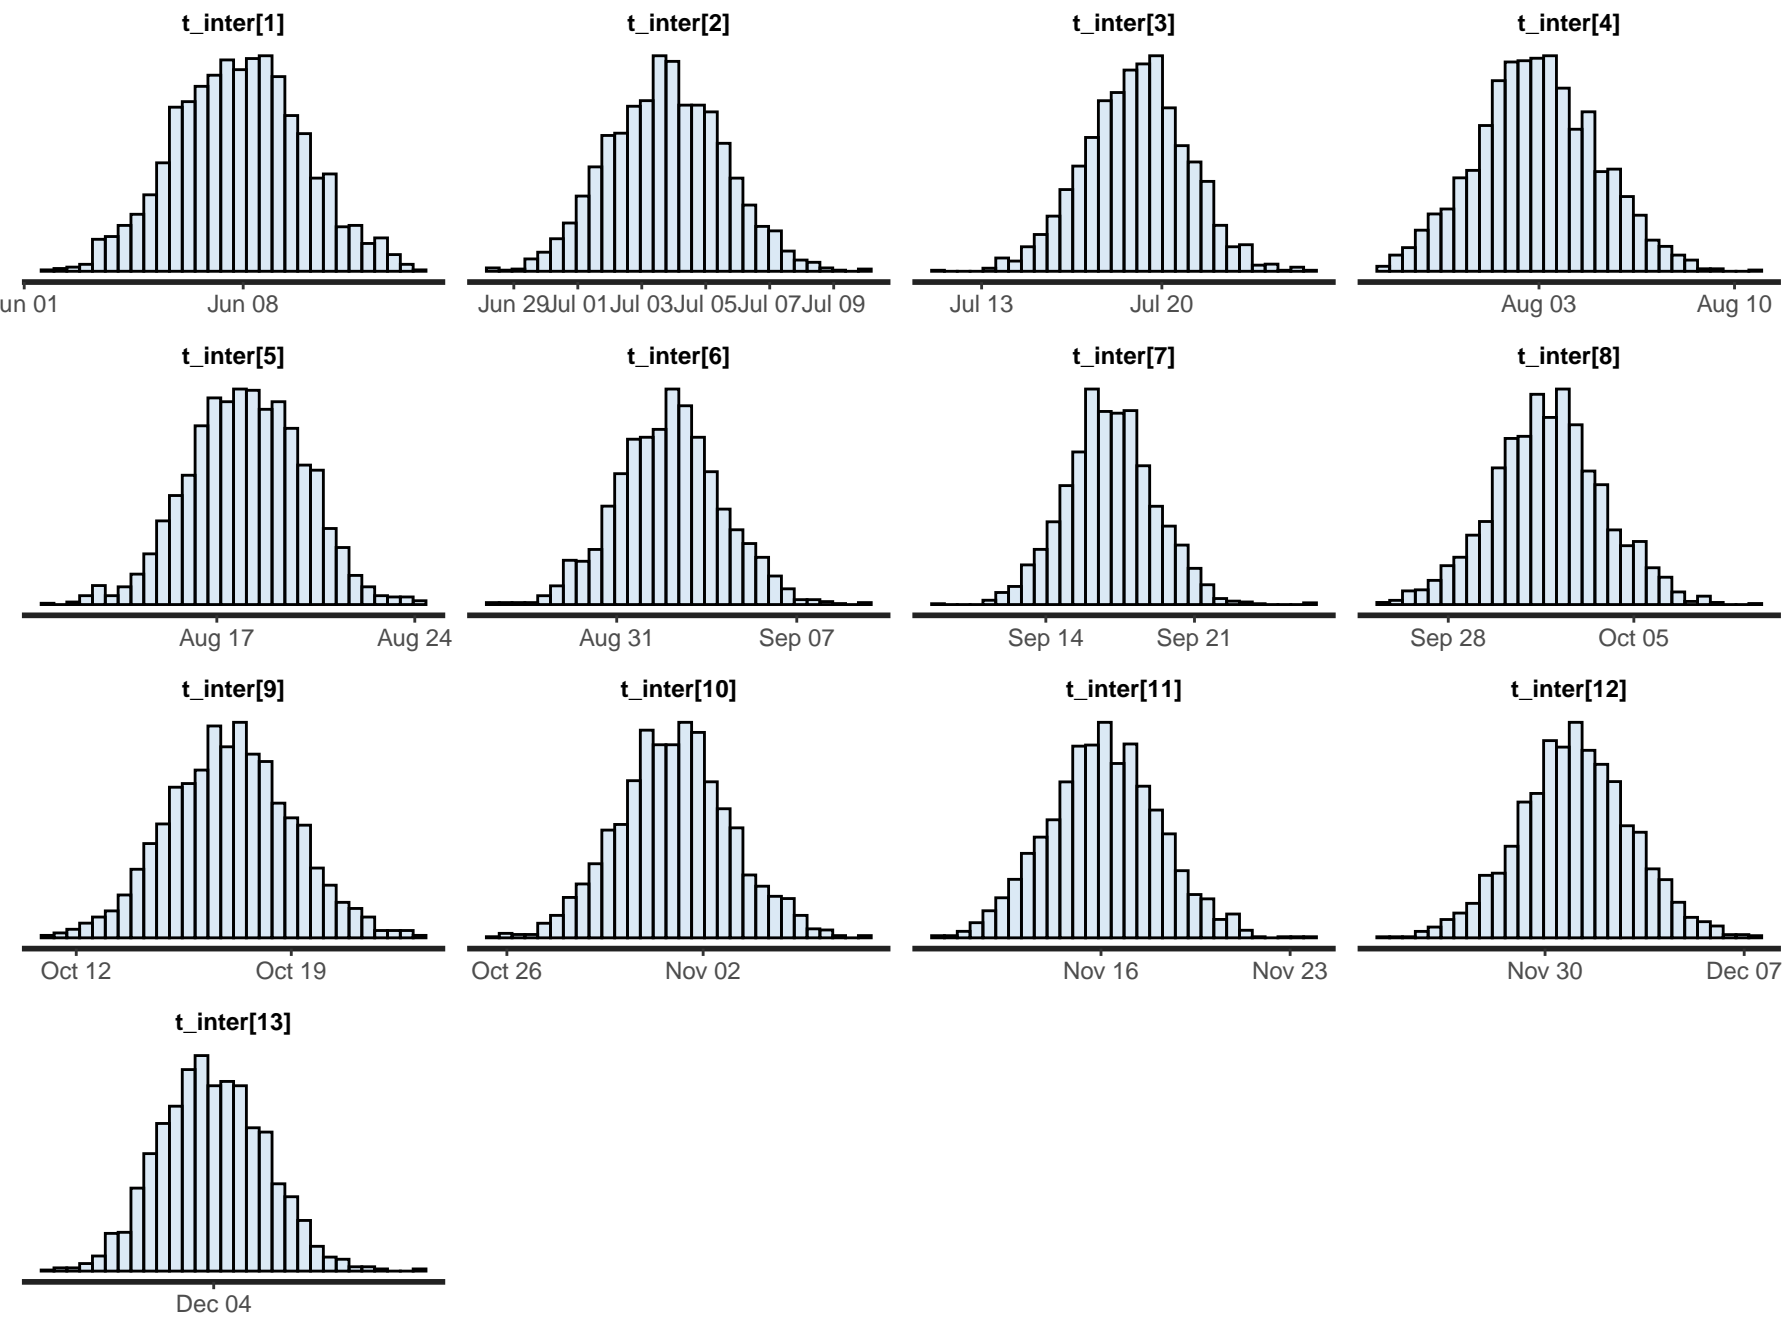 t_inter[1] t_inter[2] t_inter[3] t_inter[4]
un 01 Jun 08 Jun 29 Jul 01 Jul 03 Jul 05 Jul 07 Jul 09 Jul 13 Jul 20 Aug 03 Aug 10
t_inter[5] t_inter[6] t_inter[7] t_inter[8]
Aug 17 Aug 24 Aug 31 Sep 07 Sep 14 Sep 21 Sep 28 Oct 05
t_inter[9] t_inter[10] t_inter[11] t_inter[12]
Oct 12 Oct 19 Oct 26 Nov 02 Nov 16 Nov 23 Nov 30 Dec 07
t_inter[13]
Dec 04